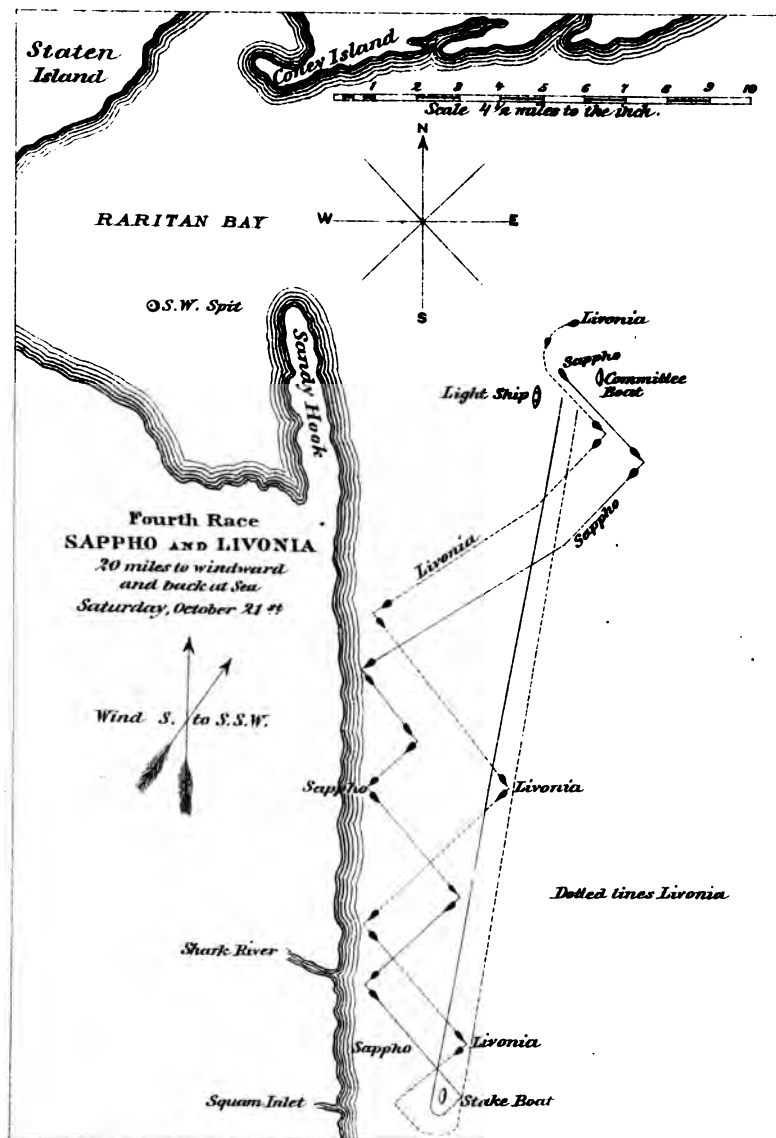 Staten
Island
Coney Island
1 2 3 4 5 6 7 8 9 10
Scale 4 1/2 miles to the inch.
N
RARITAN BAY
W
E
S
S.W. Spit
Livonia
Sandy Hook
Sappho
Committee
Boat
Light Ship
Fourth Race
SAPPHO AND LIVONIA
20 miles to windward
and back at Sea
Saturday, October 21st
Sappho
Livonia
Wind S. to S.S.W.
Sappho
Livonia
Dotted lines Livonia
Shark River
Livonia
Sappho
Squam Inlet
Stake Boat